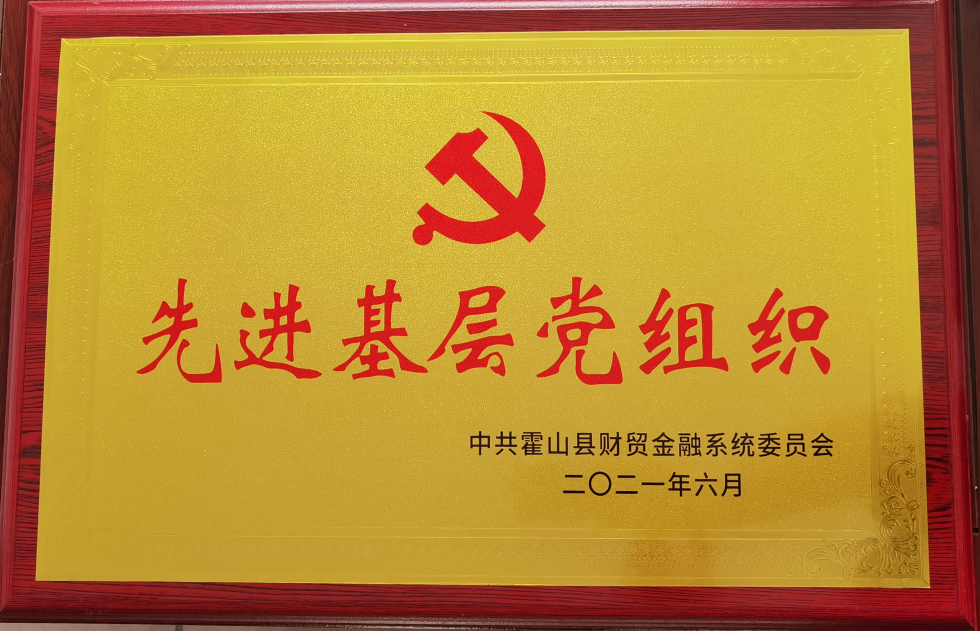 先进基层党组织
中共霍山县财贸金融系统委员会
二〇二一年六月